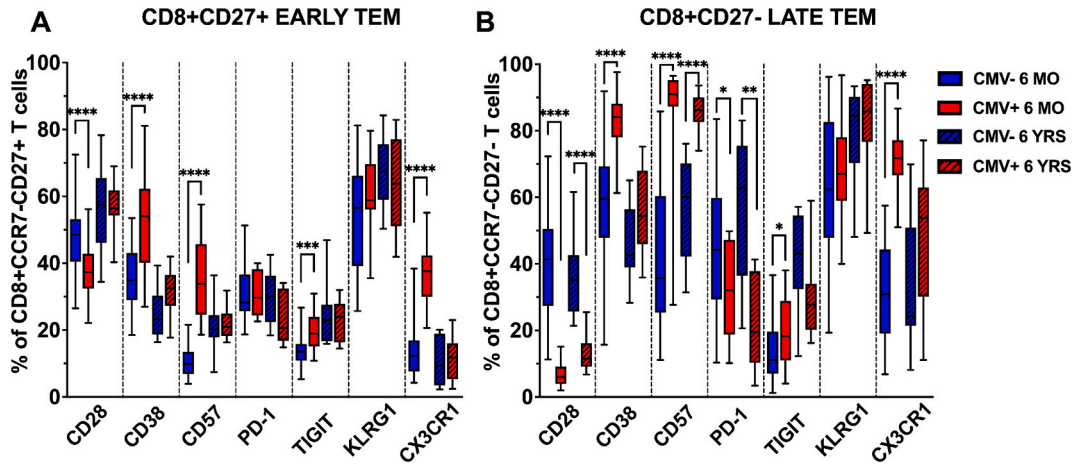 A
CD8+CD27+ EARLY TEM
% of CD8+CCR7-CD27+ T cells
100
80
60
40
20
0
****
****
****
***
****
CD28
CD38
CD57
PD-1
TIGIT
KLRG1
CX3CR1
B
CD8+CD27- LATE TEM
% of CD8+CCR7-CD27- T cells
100
80
60
40
20
0
****
****
****
****
****
*
**
*
****
CD28
CD38
CD57
PD-1
TIGIT
KLRG1
CX3CR1
CMV- 6 MO
CMV+ 6 MO
CMV- 6 YRS
CMV+ 6 YRS